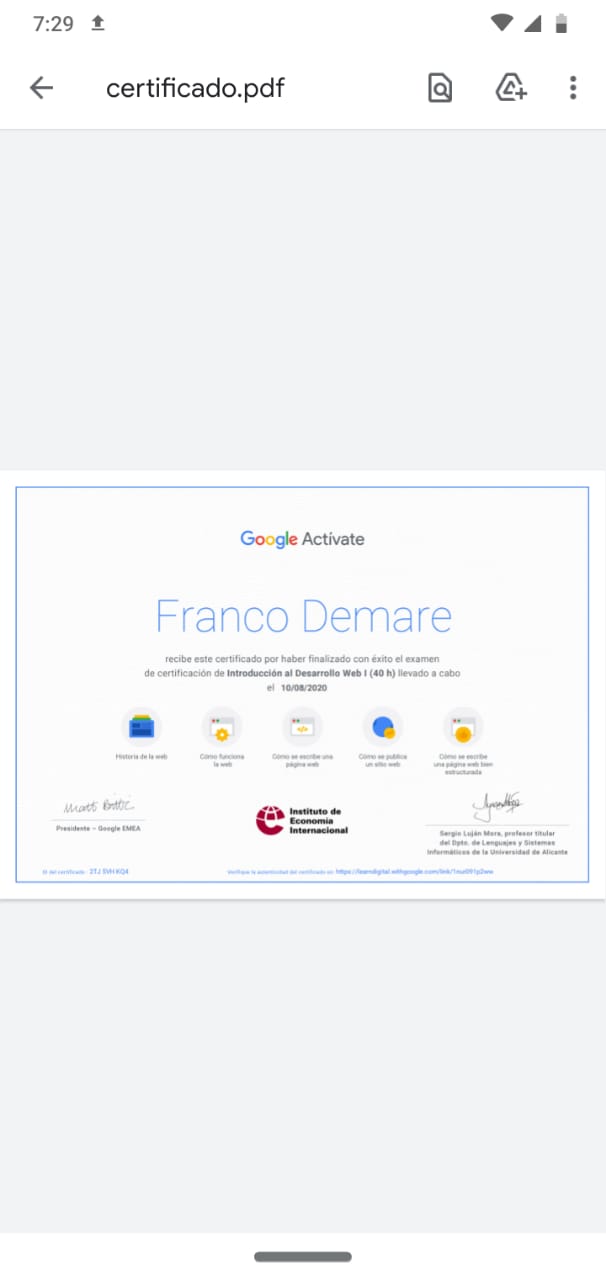 7:29
certificado.pdf
Google Actívate
Franco Demare
recibe este certificado por haber finalizado con éxito el examen
de certificación de Introducción al Desarrollo Web I (40 h) llevado a cabo
el 10/08/2020
Historia de la web
Cómo funciona
la web
Cómo se escribe una
página web
Cómo se publica
un sitio web
Cómo se escribe
una página web bien
estructurada
Presidente – Google EMEA
Instituto de
Economía
Internacional
Sergio Luján Mora, profesor titular
del Dpto. de Lenguajes y Sistemas
Informáticos de la Universidad de Alicante
ID del certificado: 2TJ 5VH KQ4
Verifique la autenticidad del certificado en: https://learndigital.withgoogle.com/link/